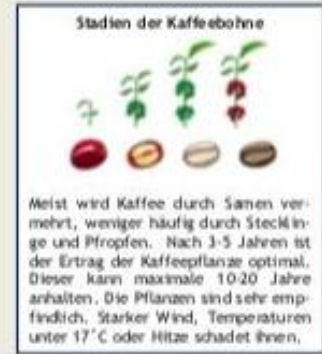 Stadien der Kaffeebohne
Meist wird Kaffee durch Samen ver-
mehrt, weniger häufig durch Stecklin-
ge und Pfropfen. Nach 3-5 Jahren ist
der Ertrag der Kaffeepflanze optimal.
Dieser kann maximale 10-20 Jahre
anhalten. Die Pflanzen sind sehr emp-
findlich. Starker Wind, Temperaturen
unter 17°C oder Hitze schadet ihnen.